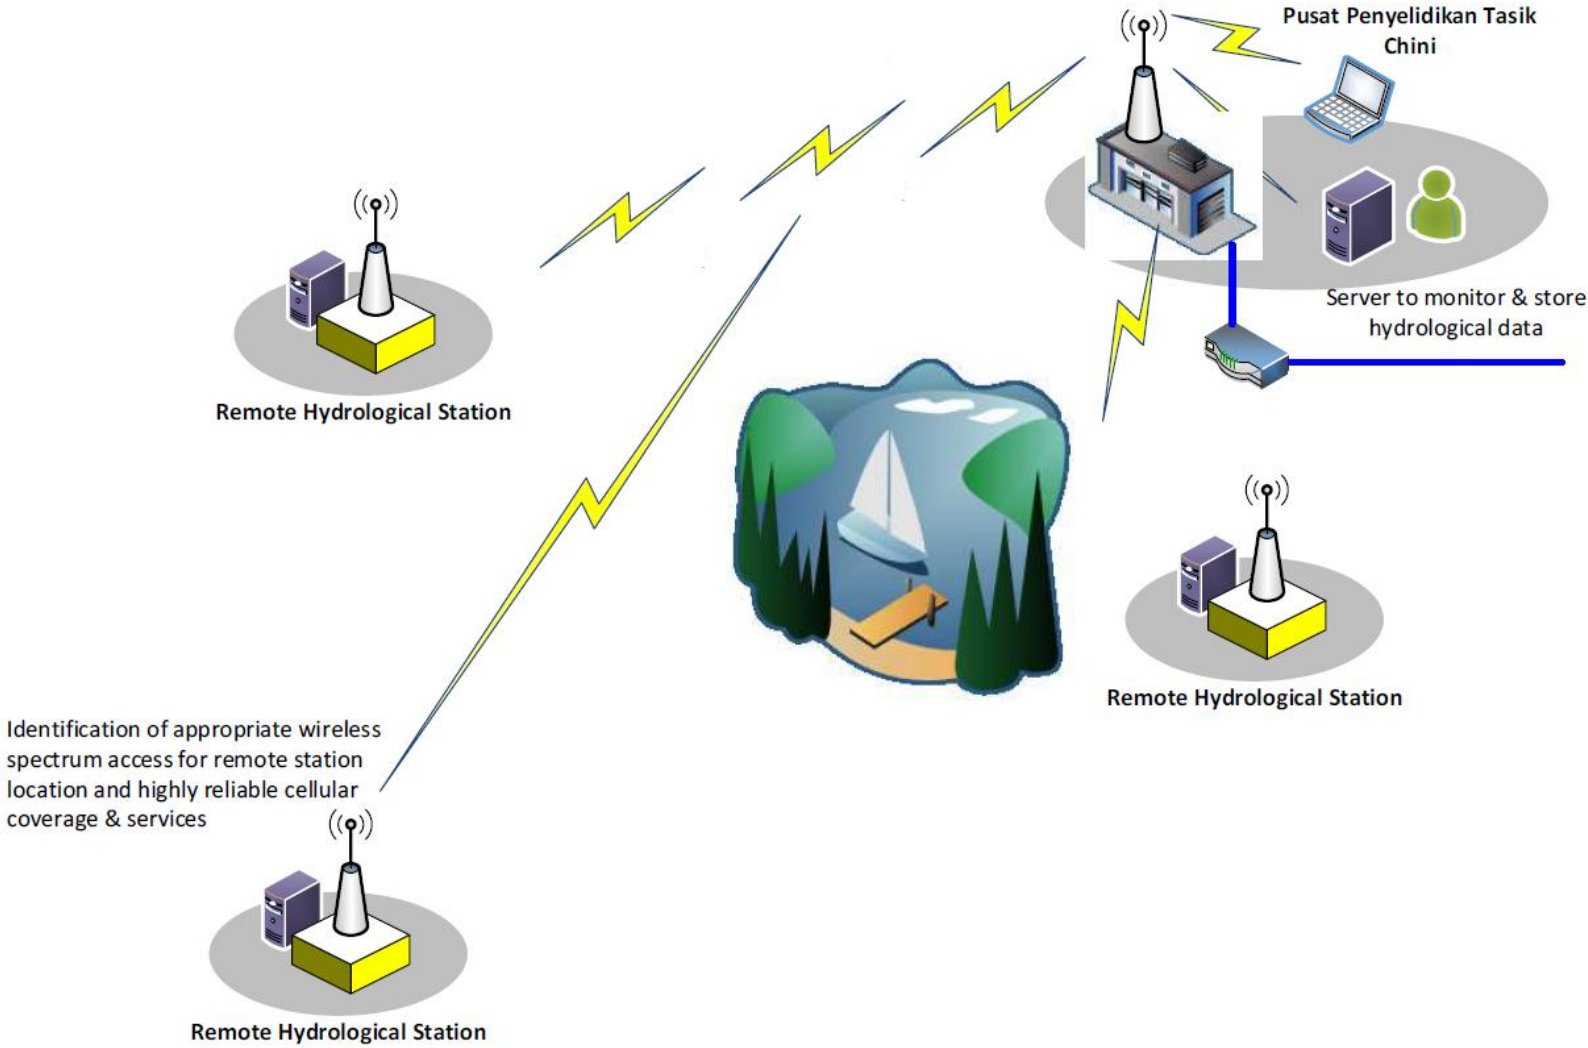 Pusat Penyelidikan Tasik
Chini
Server to monitor & store
hydrological data
Remote Hydrological Station
Remote Hydrological Station
Identification of appropriate wireless
spectrum access for remote station
location and highly reliable cellular
coverage & services
Remote Hydrological Station